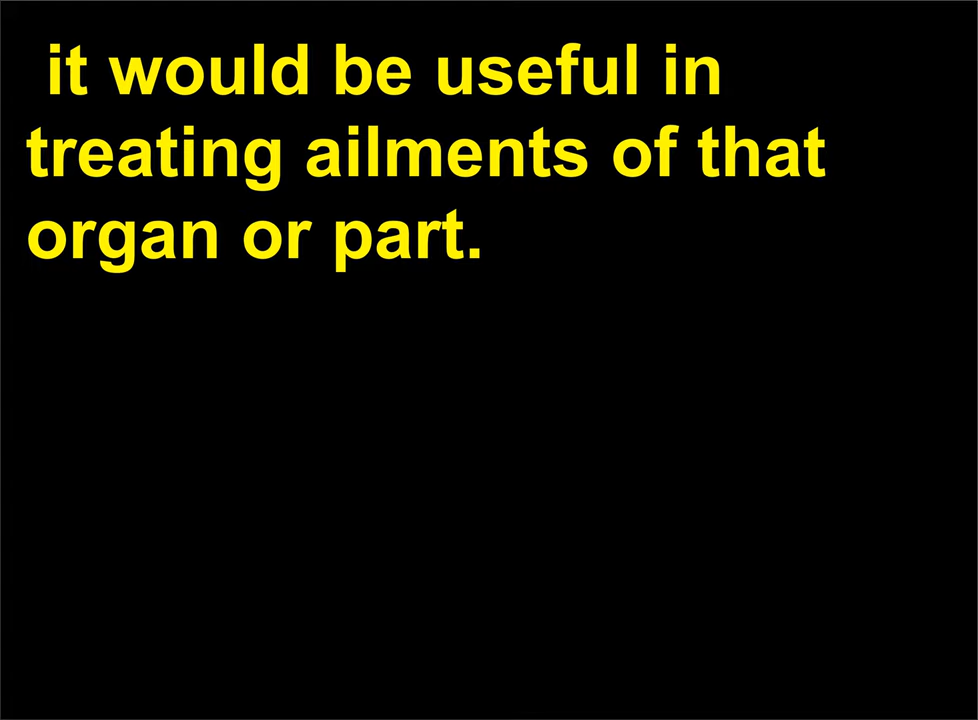 it would be useful in
treating ailments of that
organ or part.